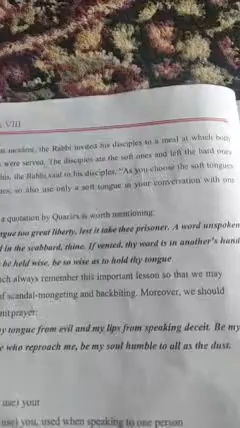 VIII
incident, the Rabbi invited his disciples to a meal at which both
were served. The disciples ate the soft ones and left the hard ones
this, the Rabbi said to his disciples, "As you choose the soft tongues
so also use only a soft tongue in your conversation with one
a quotation by Quarles is worth mentioning:
too great liberty, lest it take thee prisoner. A word unspoken
in the scabbard, thine. If vented, thy word is in another's hand
be held wise, be so wise as to hold thy tongue
always remember this important lesson so that we may
of scandal-mongering and backbiting. Moreover, we should
prayer:
tongue from evil and my lips from speaking deceit. Be my
who reproach me, be my soul humble to all as the dust.
use) your
use) you, used when speaking to one person